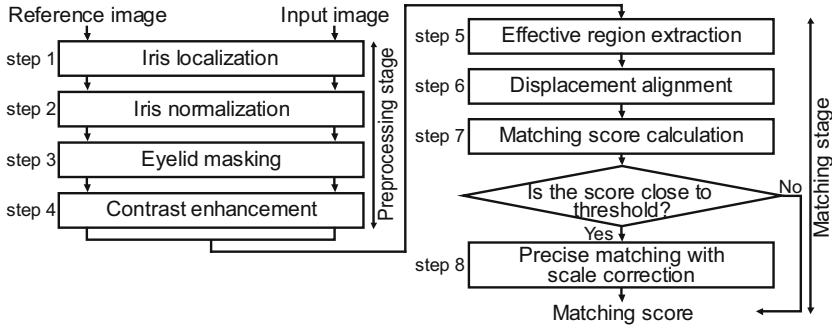 Reference image
Input image
step 1
Iris localization
step 2
Iris normalization
step 3
Eyelid masking
step 4
Contrast enhancement
Preprocessing stage
step 5
Effective region extraction
step 6
Displacement alignment
step 7
Matching score calculation
Is the score close to
threshold?
No
Yes
step 8
Precise matching with
scale correction
Matching score
Matching stage